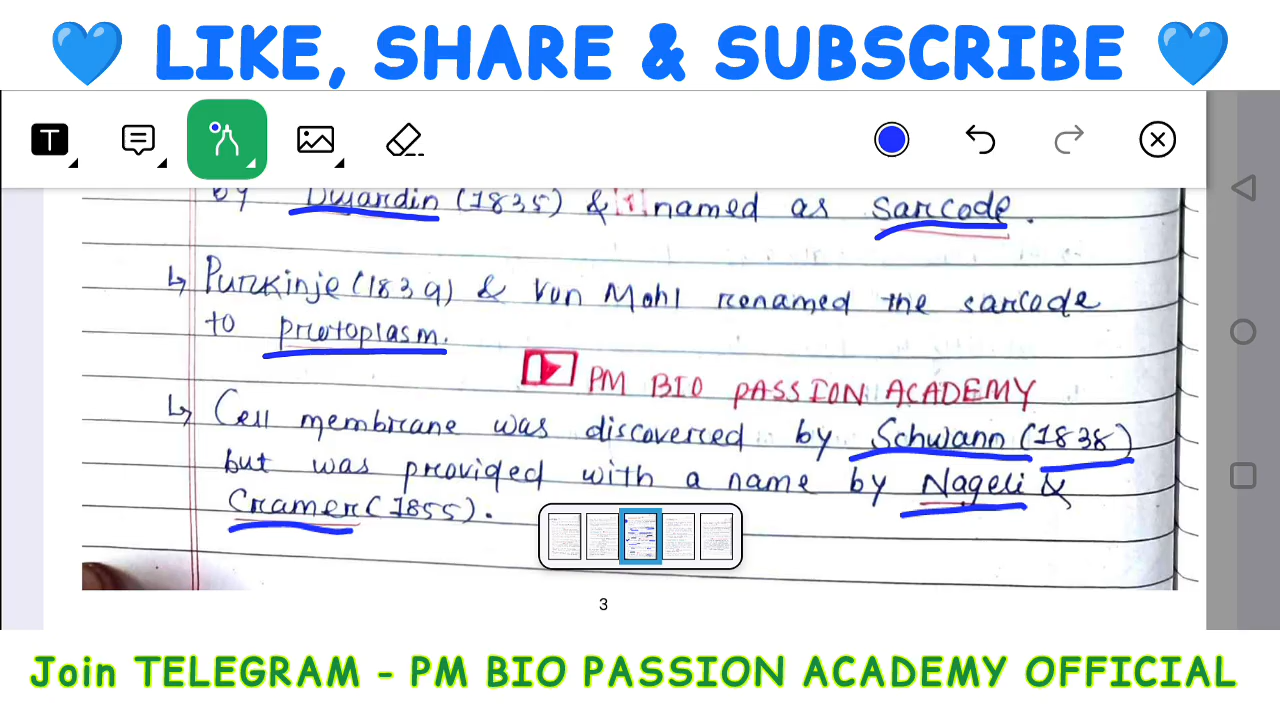 💙 LIKE, SHARE & SUBSCRIBE 💙
T
by Dujardin (1835) & named as sarcode.
↳ Purkinje (1839) & Von Mohl renamed the sarcode
to protoplasm.
PM BIO PASSION ACADEMY
↳ Cell membrane was discovered by Schwann (1838)
but was provided with a name by Nageli &
Cramer (1855).
3
Join TELEGRAM - PM BIO PASSION ACADEMY OFFICIAL